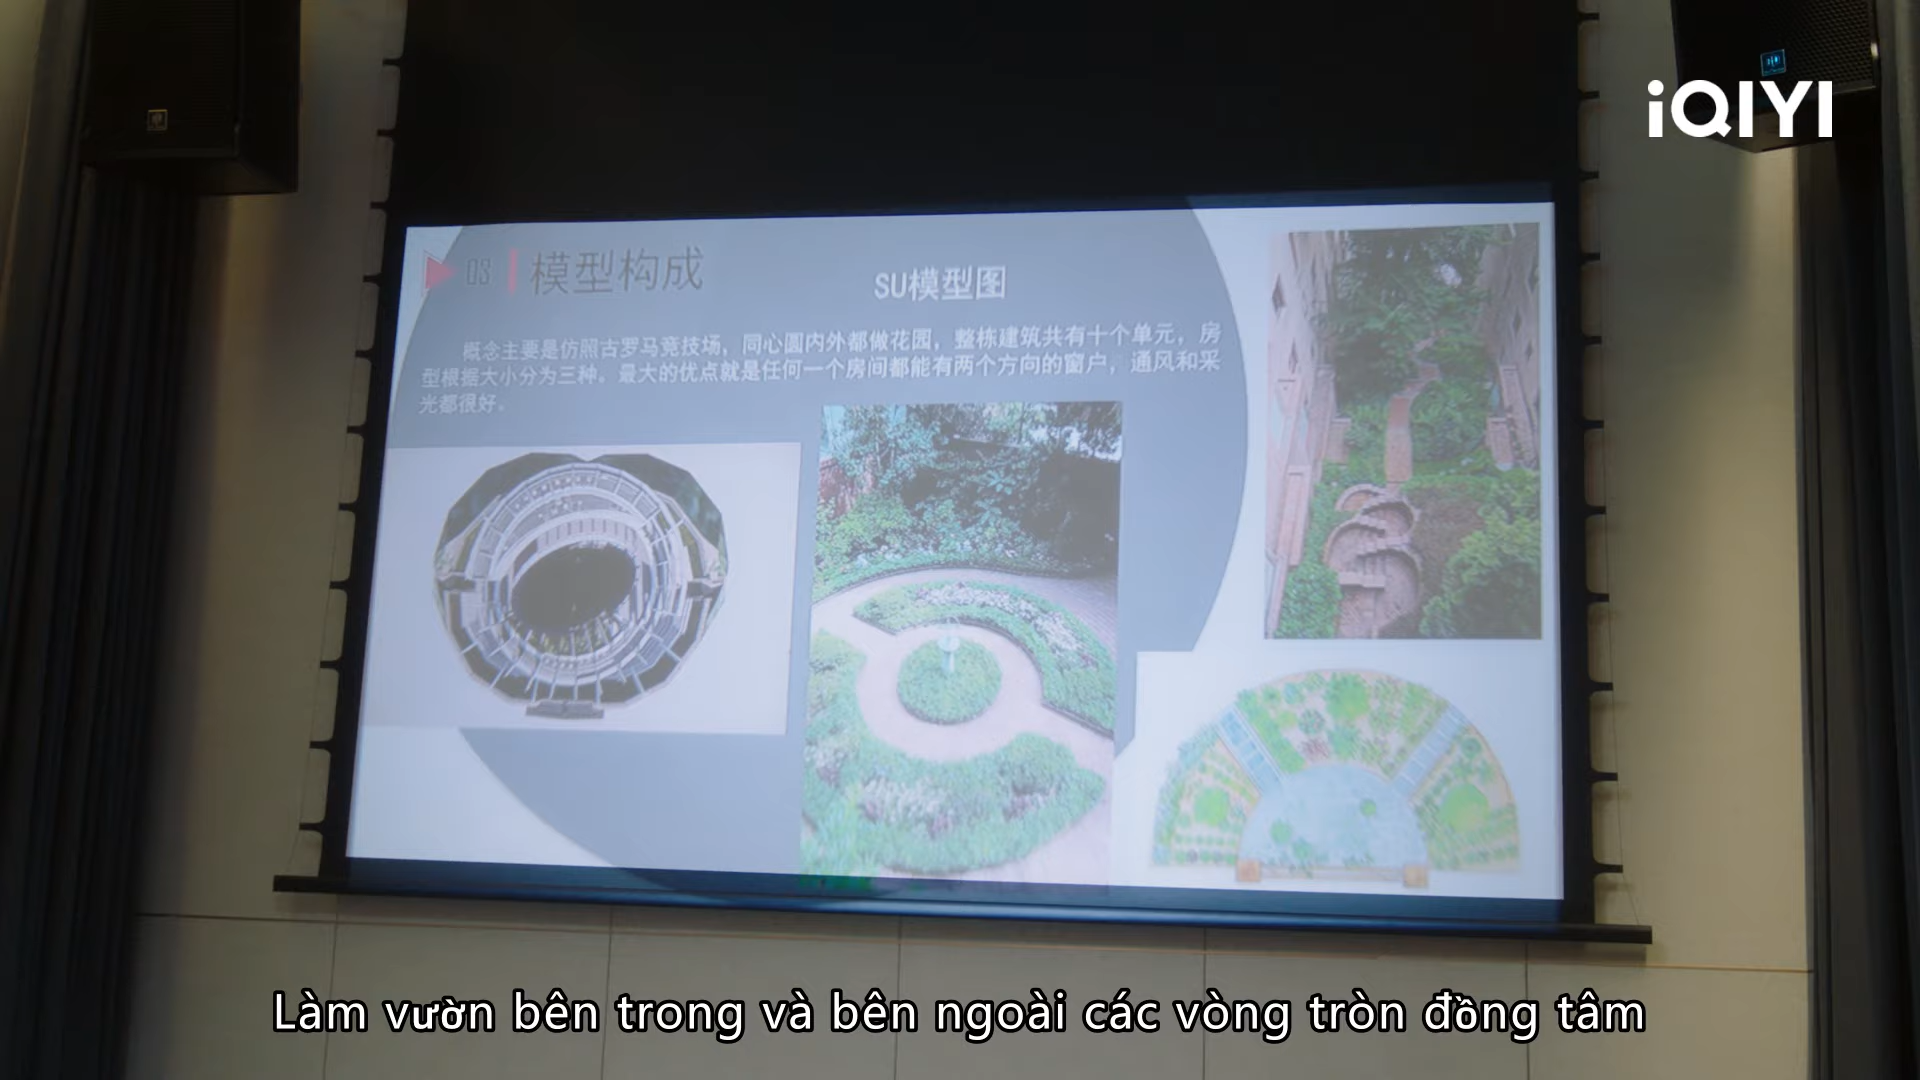 iQIYI
03 模型构成
SU模型图
概念主要是仿照古罗马竞技场，同心圆内外都做花园，整栋建筑共有十个单元，房
型根据大小分为三种。最大的优点就是任何一个房间都能有两个方向的窗户，通风和采
光都很好。
Làm vườn bên trong và bên ngoài các vòng tròn đồng tâm